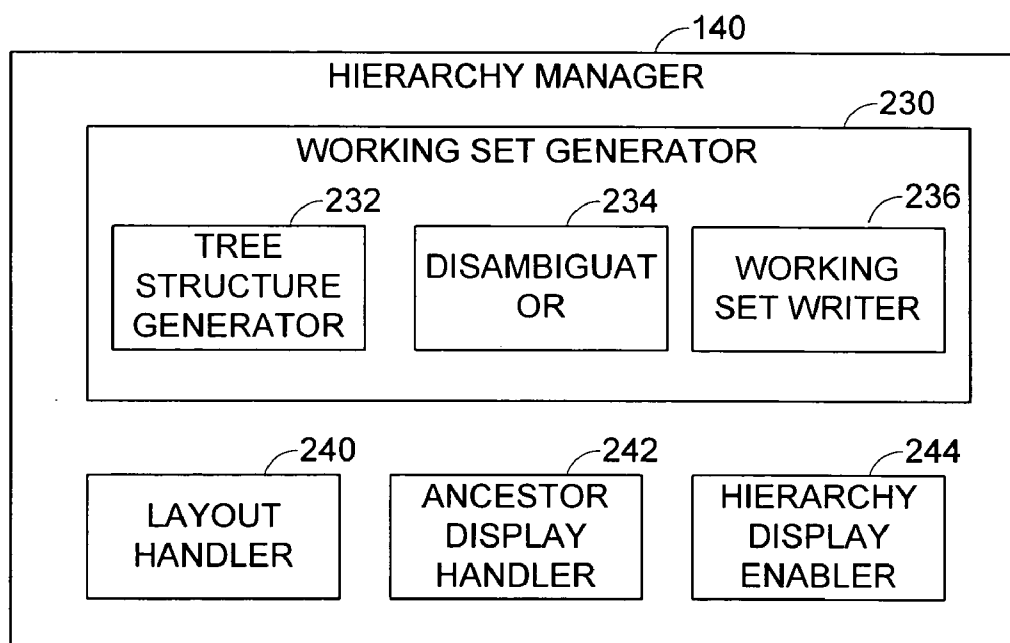 140
HIERARCHY MANAGER
230
WORKING SET GENERATOR
232
TREE
STRUCTURE
GENERATOR
234
DISAMBIGUAT
OR
236
WORKING
SET WRITER
240
LAYOUT
HANDLER
242
ANCESTOR
DISPLAY
HANDLER
244
HIERARCHY
DISPLAY
ENABLER